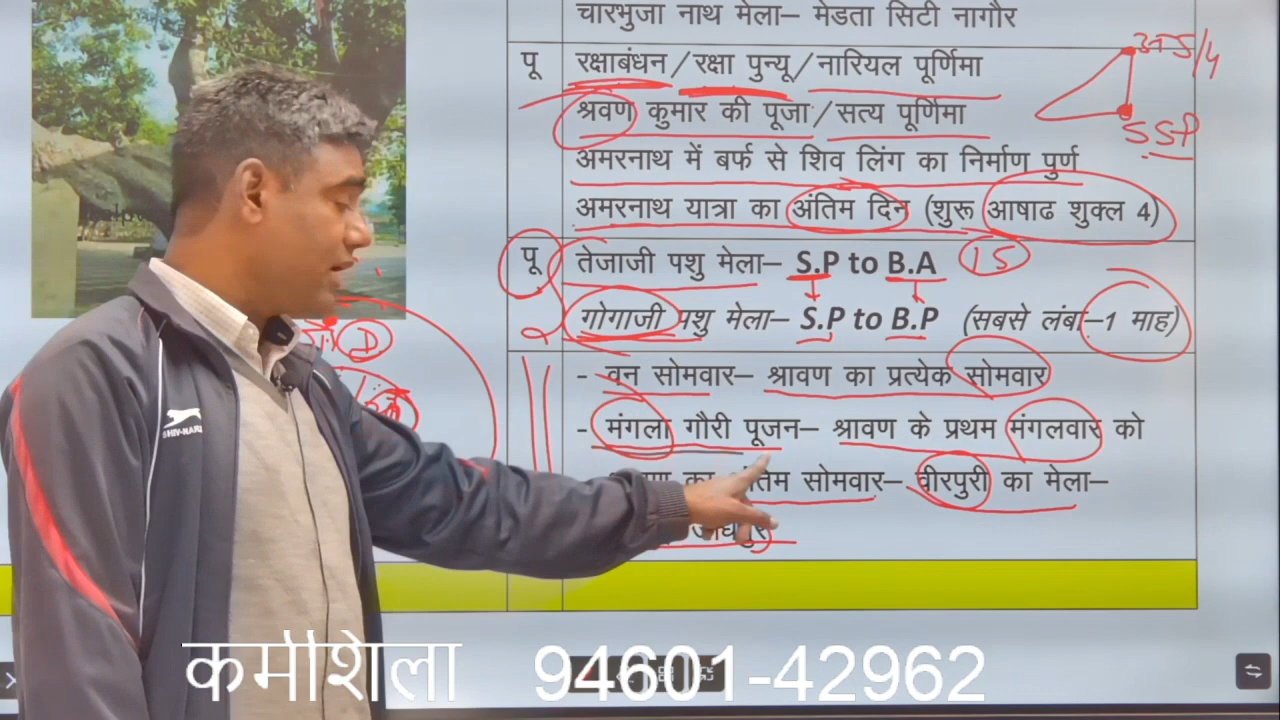 चारभुजा नाथ मेला– मेडता सिटी नागौर
पू रक्षाबंधन/रक्षा पुन्यू/नारियल पूर्णिमा
श्रवण कुमार की पूजा/सत्य पूर्णिमा
SSP
अमरनाथ में बर्फ से शिव लिंग का निर्माण पुर्ण
अमरनाथ यात्रा का अंतिम दिन (शुरू आषाढ शुक्ल 4)
पू तेजाजी पशु मेला– S.P to B.A 15
गोगाजी पशु मेला– S.P to B.P (सबसे लंबा–1 माह)
D
- वन सोमवार– श्रावण का प्रत्येक सोमवार
- मंगला गौरी पूजन– श्रावण के प्रथम मंगलवार को
सोमवार– वीरपुरी का मेला–
कर्मशिला 94601-42962